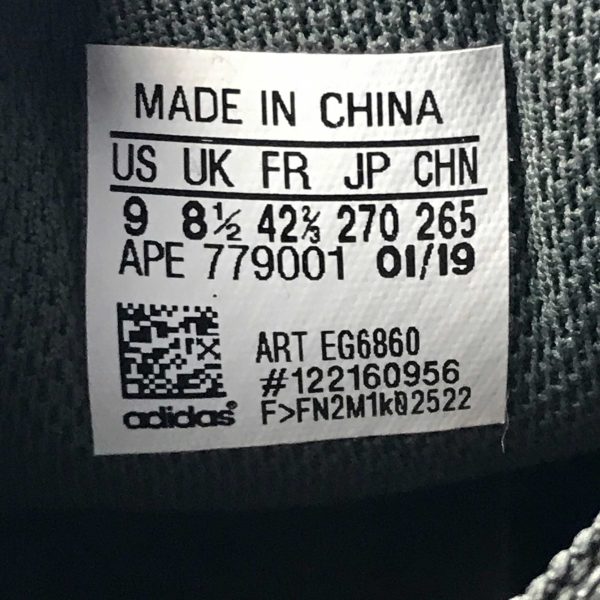 MADE IN CHINA
US UK FR JP CHN
9 8½ 42⅔ 270 265
APE 779001 01/19
ART EG6860
#122160956
adidas® F>FN2M1k02522